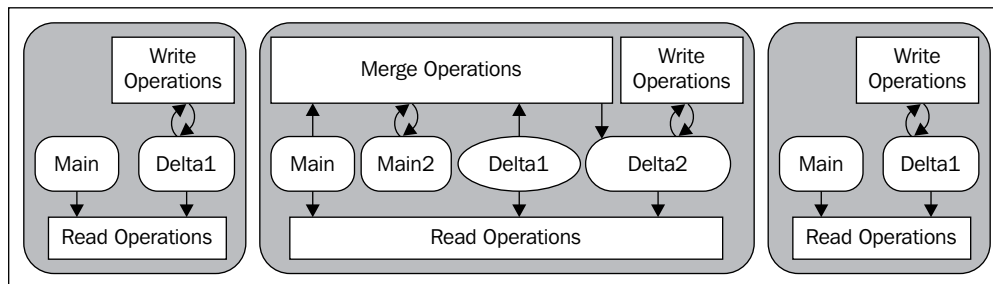 Write
Operations
Main
Delta1
Read Operations
Merge Operations
Write
Operations
Main
Main2
Delta1
Delta2
Read Operations
Write
Operations
Main
Delta1
Read Operations